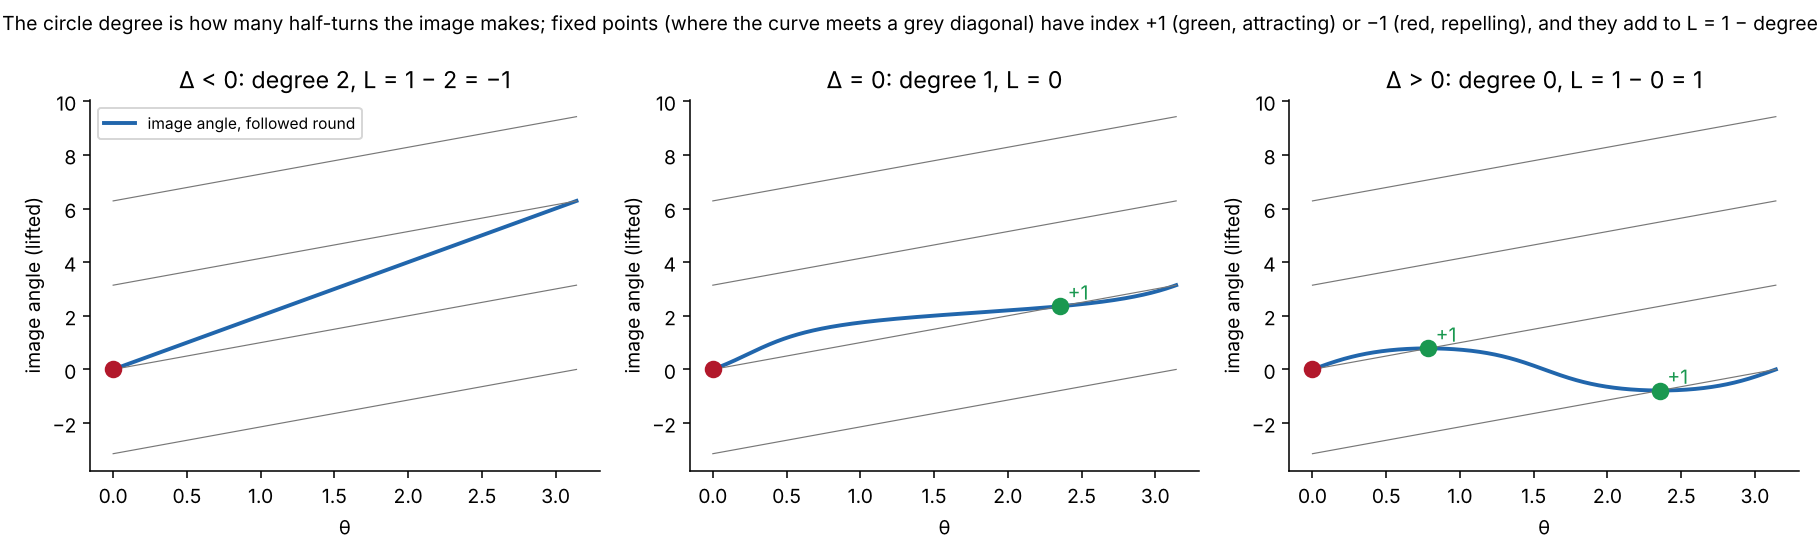 The circle degree is how many half-turns the image makes; fixed points (where the curve meets a grey diagonal) have index +1 (green, attracting) or −1 (red, repelling), and they add to L = 1 − degree
Δ < 0: degree 2, L = 1 − 2 = −1
10
8
6
4
2
0
−2
image angle (lifted)
image angle, followed round
0.0 0.5 1.0 1.5 2.0 2.5 3.0
θ
Δ = 0: degree 1, L = 0
10
8
6
4
2
0
−2
image angle (lifted)
+1
0.0 0.5 1.0 1.5 2.0 2.5 3.0
θ
Δ > 0: degree 0, L = 1 − 0 = 1
10
8
6
4
2
0
−2
image angle (lifted)
+1
+1
0.0 0.5 1.0 1.5 2.0 2.5 3.0
θ